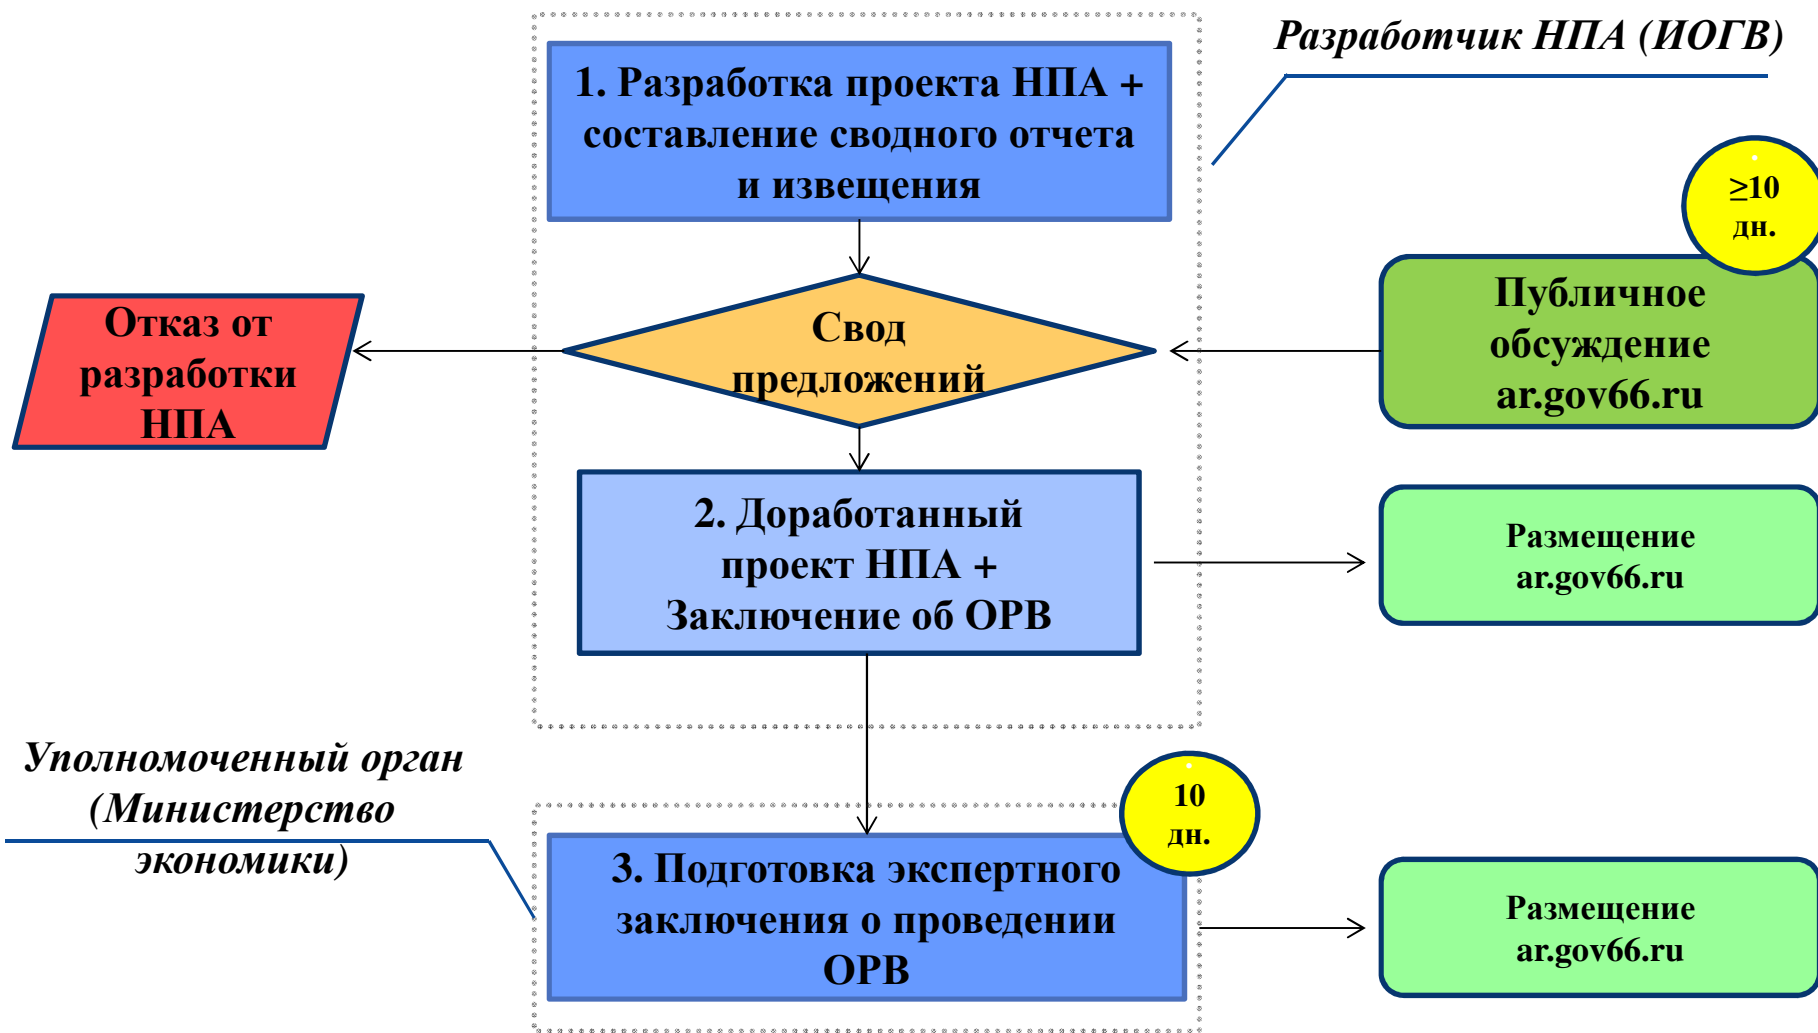 Разработчик НПА (ИОГВ)
1. Разработка проекта НПА +
составление сводного отчета
и извещения
≥10
дн.
Публичное
обсуждение
ar.gov66.ru
Свод
предложений
Отказ от
разработки
НПА
2. Доработанный
проект НПА +
Заключение об ОРВ
Размещение
ar.gov66.ru
Уполномоченный орган
(Министерство
экономики)
10
дн.
3. Подготовка экспертного
заключения о проведении
ОРВ
Размещение
ar.gov66.ru